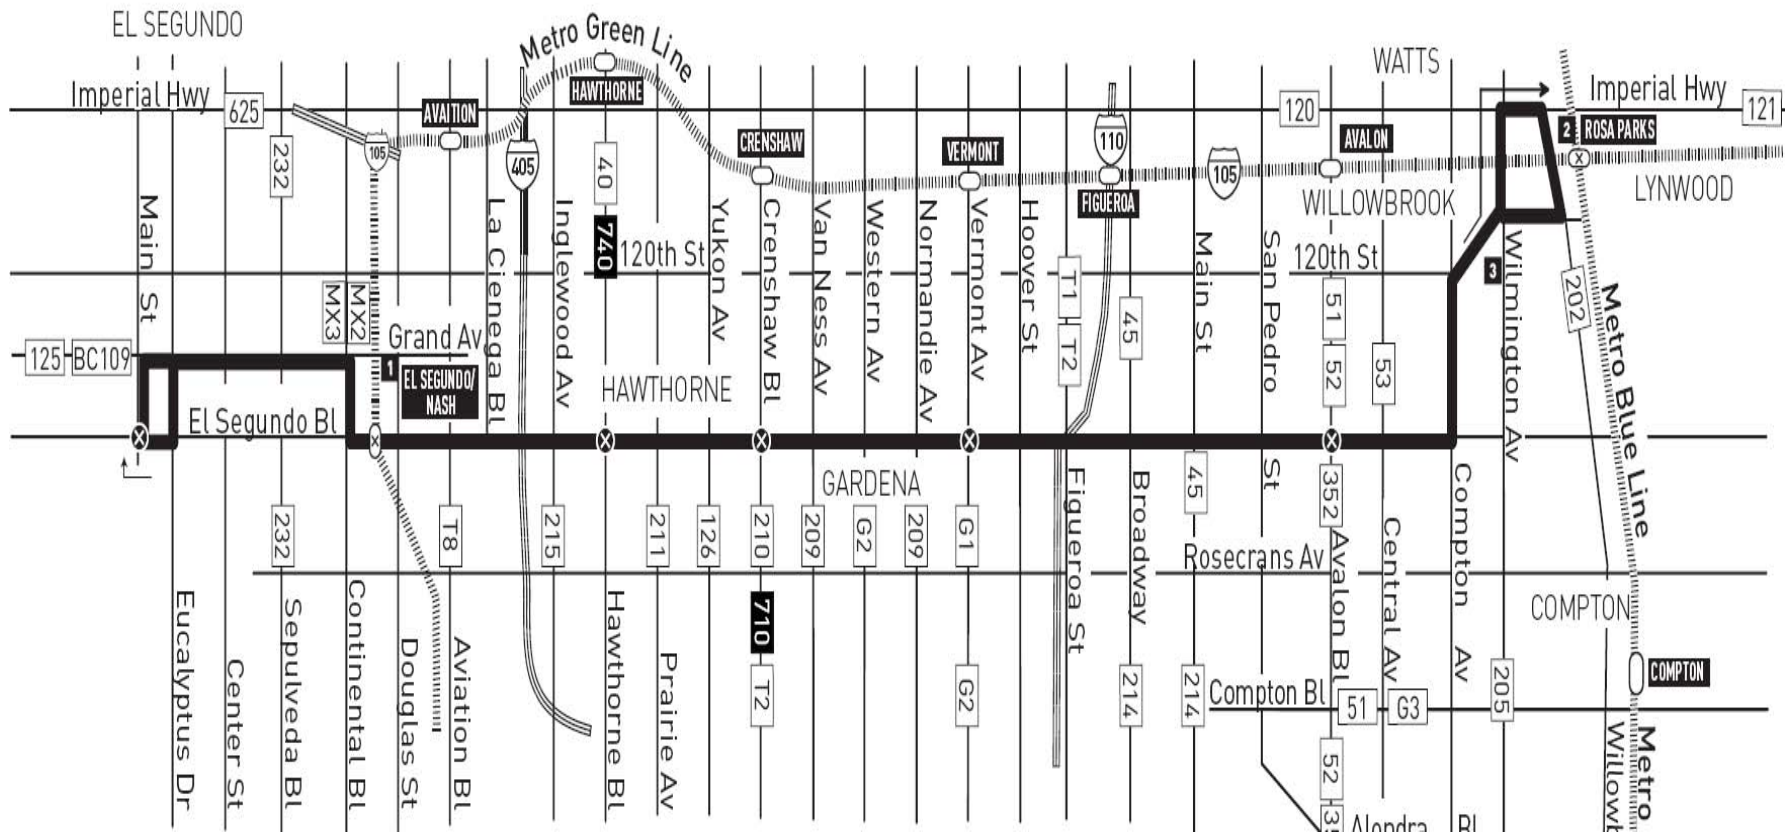 EL SEGUNDO
Metro Green Line
WATTS
Imperial Hwy
625
AVAITION
HAWTHORNE
120
Imperial Hwy
121
232
105
405
40
CRENSHAW
VERMONT
110
105
AVALON
2
ROSA PARKS
FIGUEROA
WILLOWBROOK
LYNWOOD
Main St
La Cienega Bl
Inglewood Av
740
120th St
Yukon Av
Crenshaw Bl
Van Ness Av
Western Av
Normandie Av
Vermont Av
Hoover St
T1
T2
45
Main St
San Pedro St
120th St
51
52
53
3
Wilmington Av
202
Metro Blue Line
MX3
MX2
Grand Av
125
BC109
1
EL SEGUNDO/
NASH
HAWTHORNE
El Segundo Bl
GARDENA
232
T8
215
211
126
210
209
G2
209
G1
Figueroa St
Broadway
45
352
Rosecrans Av
Avalon Bl
Central Av
Compton Av
COMPTON
710
Eucalyptus Dr
Center St
Sepulveda Bl
Continental Bl
Douglas St
Aviation Bl
Hawthorne Bl
Prairie Av
T2
G2
214
214
Compton Bl
51
G3
205
COMPTON
52
Alondra Bl
Metro